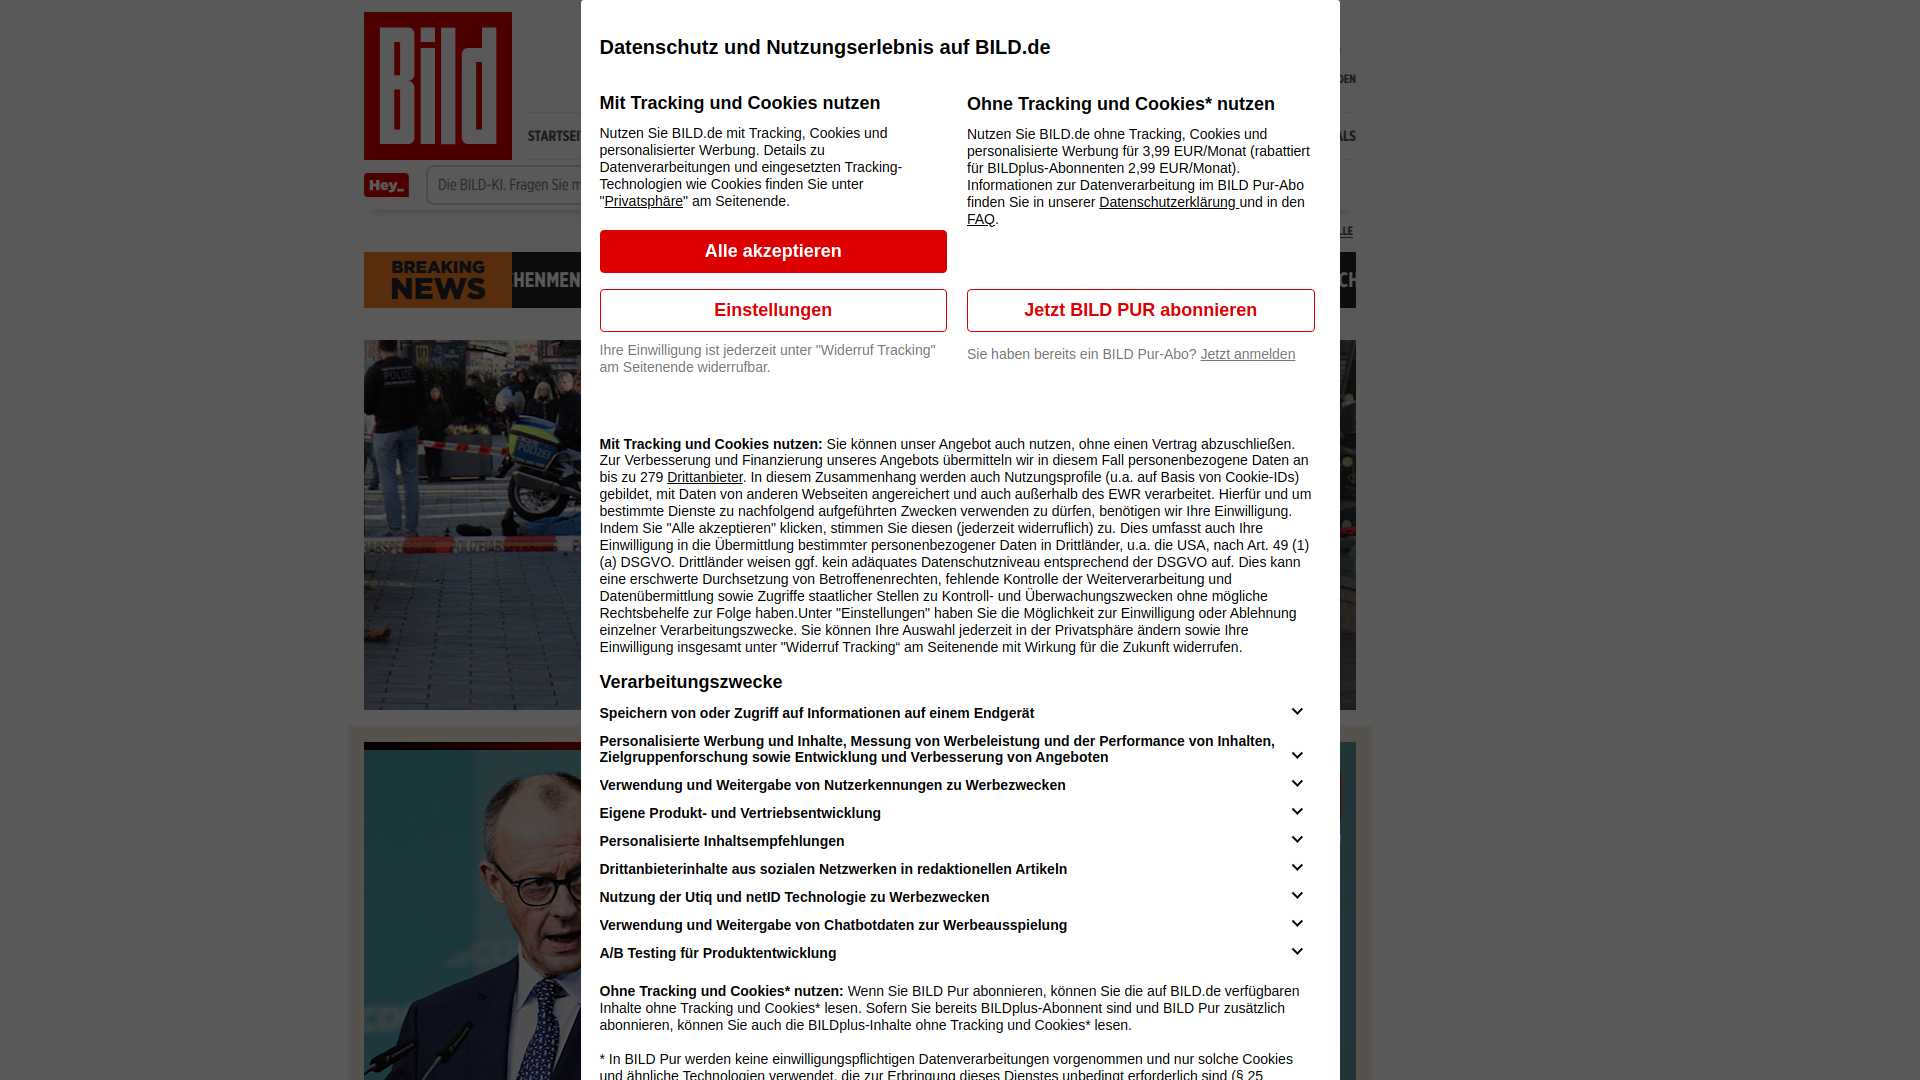 Bild
STARTSEI
Hey_
Die BILD-KI. Fragen Sie m
BREAKING
NEWS
HENMEN
POLIZEI
POLIZEI
Datenschutz und Nutzungserlebnis auf BILD.de
Mit Tracking und Cookies nutzen
Nutzen Sie BILD.de mit Tracking, Cookies und
personalisierter Werbung. Details zu
Datenverarbeitungen und eingesetzten Tracking-
Technologien wie Cookies finden Sie unter
"Privatsphäre" am Seitenende.
Alle akzeptieren
Einstellungen
Ihre Einwilligung ist jederzeit unter "Widerruf Tracking"
am Seitenende widerrufbar.
Ohne Tracking und Cookies* nutzen
Nutzen Sie BILD.de ohne Tracking, Cookies und
personalisierte Werbung für 3,99 EUR/Monat (rabattiert
für BILDplus-Abonnenten 2,99 EUR/Monat).
Informationen zur Datenverarbeitung im BILD Pur-Abo
finden Sie in unserer Datenschutzerklärung und in den
FAQ.
Jetzt BILD PUR abonnieren
Sie haben bereits ein BILD Pur-Abo? Jetzt anmelden
Mit Tracking und Cookies nutzen: Sie können unser Angebot auch nutzen, ohne einen Vertrag abzuschließen.
Zur Verbesserung und Finanzierung unseres Angebots übermitteln wir in diesem Fall personenbezogene Daten an
bis zu 279 Drittanbieter. In diesem Zusammenhang werden auch Nutzungsprofile (u.a. auf Basis von Cookie-IDs)
gebildet, mit Daten von anderen Webseiten angereichert und auch außerhalb des EWR verarbeitet. Hierfür und um
bestimmte Dienste zu nachfolgend aufgeführten Zwecken verwenden zu dürfen, benötigen wir Ihre Einwilligung.
Indem Sie "Alle akzeptieren" klicken, stimmen Sie diesen (jederzeit widerruflich) zu. Dies umfasst auch Ihre
Einwilligung in die Übermittlung bestimmter personenbezogener Daten in Drittländer, u.a. die USA, nach Art. 49 (1)
(a) DSGVO. Drittländer weisen ggf. kein adäquates Datenschutzniveau entsprechend der DSGVO auf. Dies kann
eine erschwerte Durchsetzung von Betroffenenrechten, fehlende Kontrolle der Weiterverarbeitung und
Datenübermittlung sowie Zugriffe staatlicher Stellen zu Kontroll- und Überwachungszwecken ohne mögliche
Rechtsbehelfe zur Folge haben.Unter "Einstellungen" haben Sie die Möglichkeit zur Einwilligung oder Ablehnung
einzelner Verarbeitungszwecke. Sie können Ihre Auswahl jederzeit in der Privatsphäre ändern sowie Ihre
Einwilligung insgesamt unter "Widerruf Tracking“ am Seitenende mit Wirkung für die Zukunft widerrufen.
Verarbeitungszwecke
Speichern von oder Zugriff auf Informationen auf einem Endgerät
Personalisierte Werbung und Inhalte, Messung von Werbeleistung und der Performance von Inhalten,
Zielgruppenforschung sowie Entwicklung und Verbesserung von Angeboten
Verwendung und Weitergabe von Nutzerkennungen zu Werbezwecken
Eigene Produkt- und Vertriebsentwicklung
Personalisierte Inhaltsempfehlungen
Drittanbieterinhalte aus sozialen Netzwerken in redaktionellen Artikeln
Nutzung der Utiq und netID Technologie zu Werbezwecken
Verwendung und Weitergabe von Chatbotdaten zur Werbeausspielung
A/B Testing für Produktentwicklung
Ohne Tracking und Cookies* nutzen: Wenn Sie BILD Pur abonnieren, können Sie die auf BILD.de verfügbaren
Inhalte ohne Tracking und Cookies* lesen. Sofern Sie bereits BILDplus-Abonnent sind und BILD Pur zusätzlich
abonnieren, können Sie auch die BILDplus-Inhalte ohne Tracking und Cookies* lesen.
* In BILD Pur werden keine einwilligungspflichtigen Datenverarbeitungen vorgenommen und nur solche Cookies
und ähnliche Technologien verwendet, die zur Erbringung dieses Dienstes unbedingt erforderlich sind (§ 25
DEN
ALS
LLE
CH